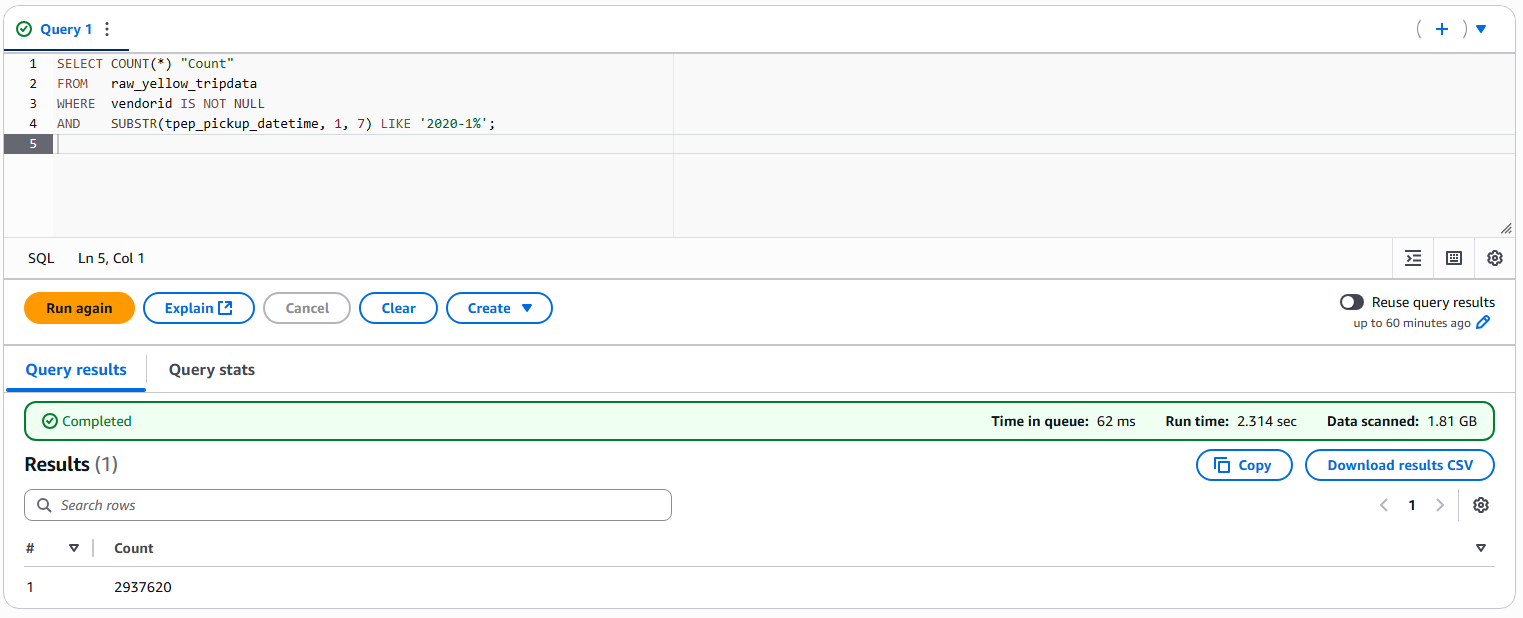 Query 1
( + )
1 SELECT COUNT(*) "Count"
2 FROM raw_yellow_tripdata
3 WHERE vendorid IS NOT NULL
4 AND SUBSTR(tpep_pickup_datetime, 1, 7) LIKE '2020-1%';
5
SQL Ln 5, Col 1
Run again Explain Cancel Clear Create
Reuse query results
up to 60 minutes ago
Query results Query stats
Completed Time in queue: 62 ms Run time: 2.314 sec Data scanned: 1.81 GB
Results (1) Copy Download results CSV
Search rows 1
# Count
1 2937620